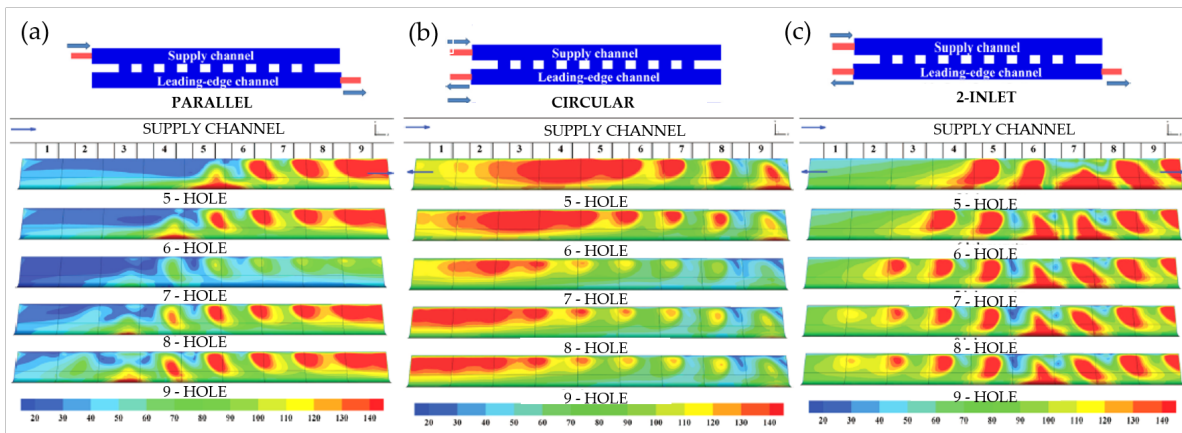 (a)
Supply channel
Leading-edge channel
PARALLEL
SUPPLY CHANNEL
1 2 3 4 5 6 7 8 9
5 - HOLE
6 - HOLE
7 - HOLE
8 - HOLE
9 - HOLE
20 30 40 50 60 70 80 90 100 110 120 130 140
(b)
Supply channel
Leading-edge channel
CIRCULAR
SUPPLY CHANNEL
1 2 3 4 5 6 7 8 9
5 - HOLE
6 - HOLE
7 - HOLE
8 - HOLE
9 - HOLE
20 30 40 50 60 70 80 90 100 110 120 130 140
(c)
Supply channel
Leading-edge channel
2-INLET
SUPPLY CHANNEL
1 2 3 4 5 6 7 8 9
5 - HOLE
6 - HOLE
7 - HOLE
8 - HOLE
9 - HOLE
20 30 40 50 60 70 80 90 100 110 120 130 140